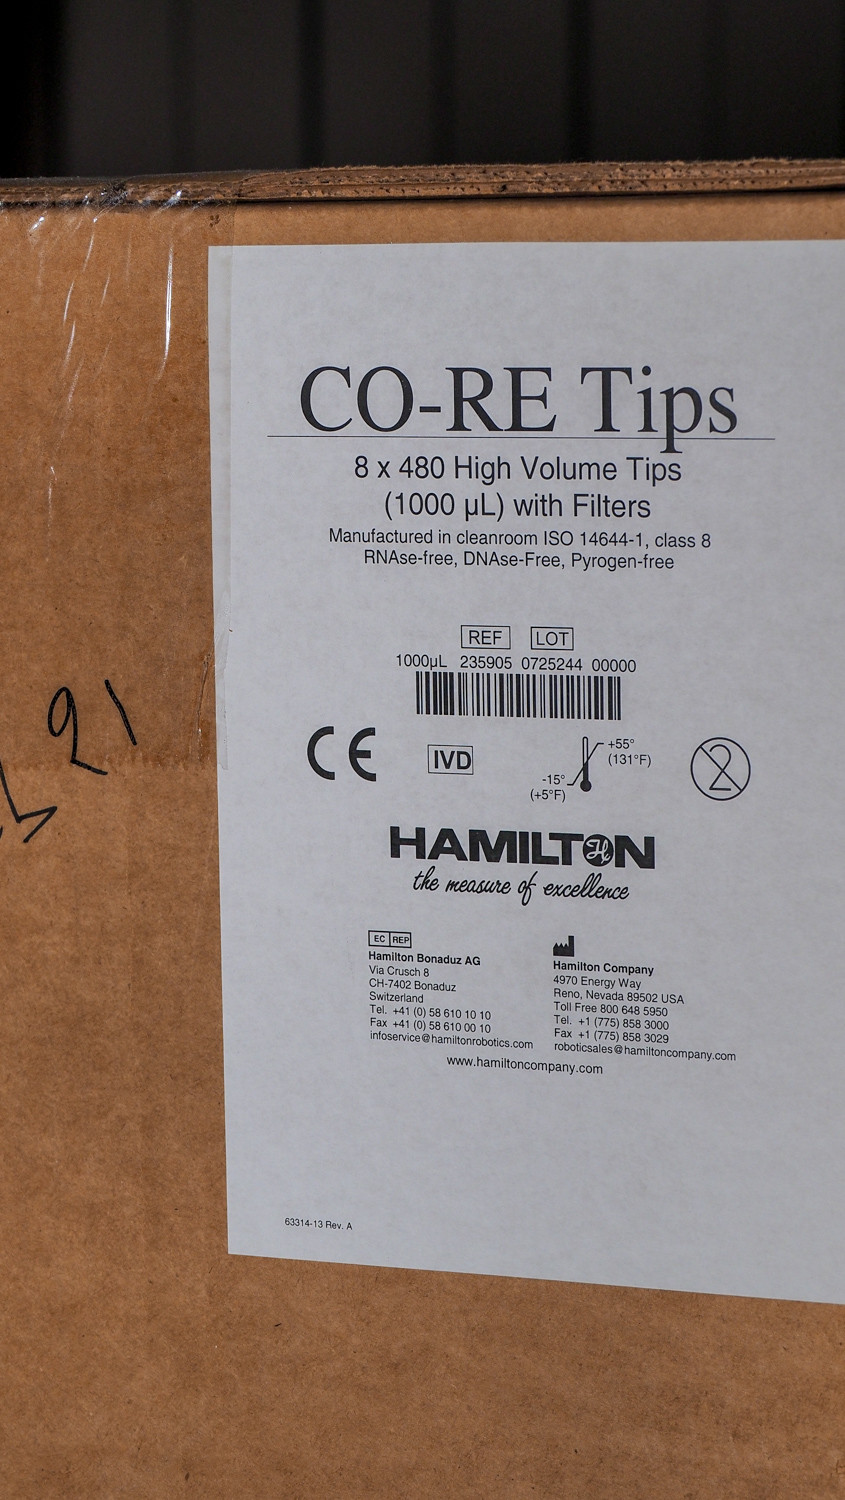 CO-RE Tips
8 x 480 High Volume Tips
(1000 µL) with Filters
Manufactured in cleanroom ISO 14644-1, class 8
RNAse-free, DNAse-Free, Pyrogen-free
REF LOT
1000µL 235905 0725244 00000
CE IVD
+55°
(131°F)
-15°
(+5°F)
2
HAMILTON
the measure of excellence
EC REP
Hamilton Bonaduz AG
Via Crusch 8
CH-7402 Bonaduz
Switzerland
Tel. +41 (0) 58 610 10 10
Fax +41 (0) 58 610 00 10
infoservice@hamiltonrobotics.com
Hamilton Company
4970 Energy Way
Reno, Nevada 89502 USA
Toll Free 800 648 5950
Tel. +1 (775) 858 3000
Fax +1 (775) 858 3029
roboticsales@hamiltoncompany.com
www.hamiltoncompany.com
63314-13 Rev. A